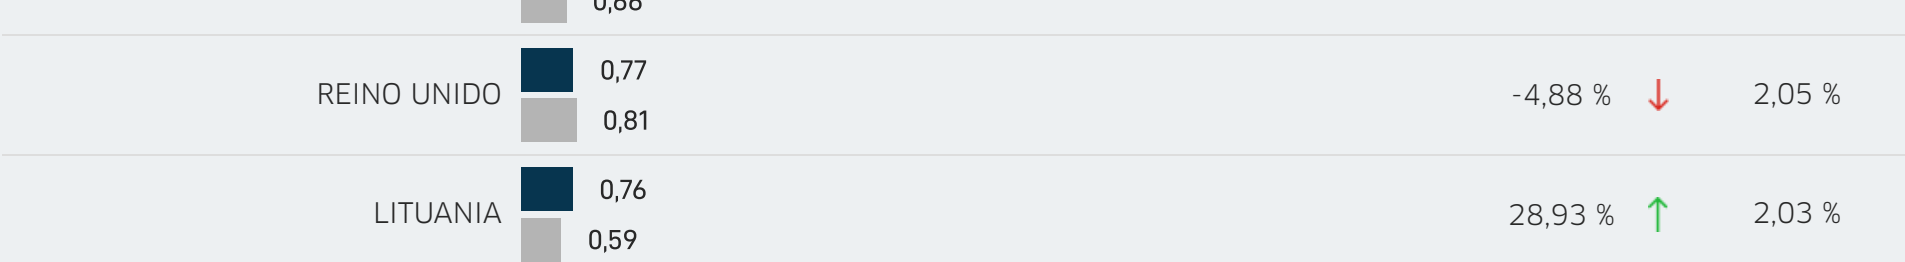 REINO UNIDO 0,77 0,81 -4,88 % ↓ 2,05 %
LITUANIA 0,76 0,59 28,93 % ↑ 2,03 %